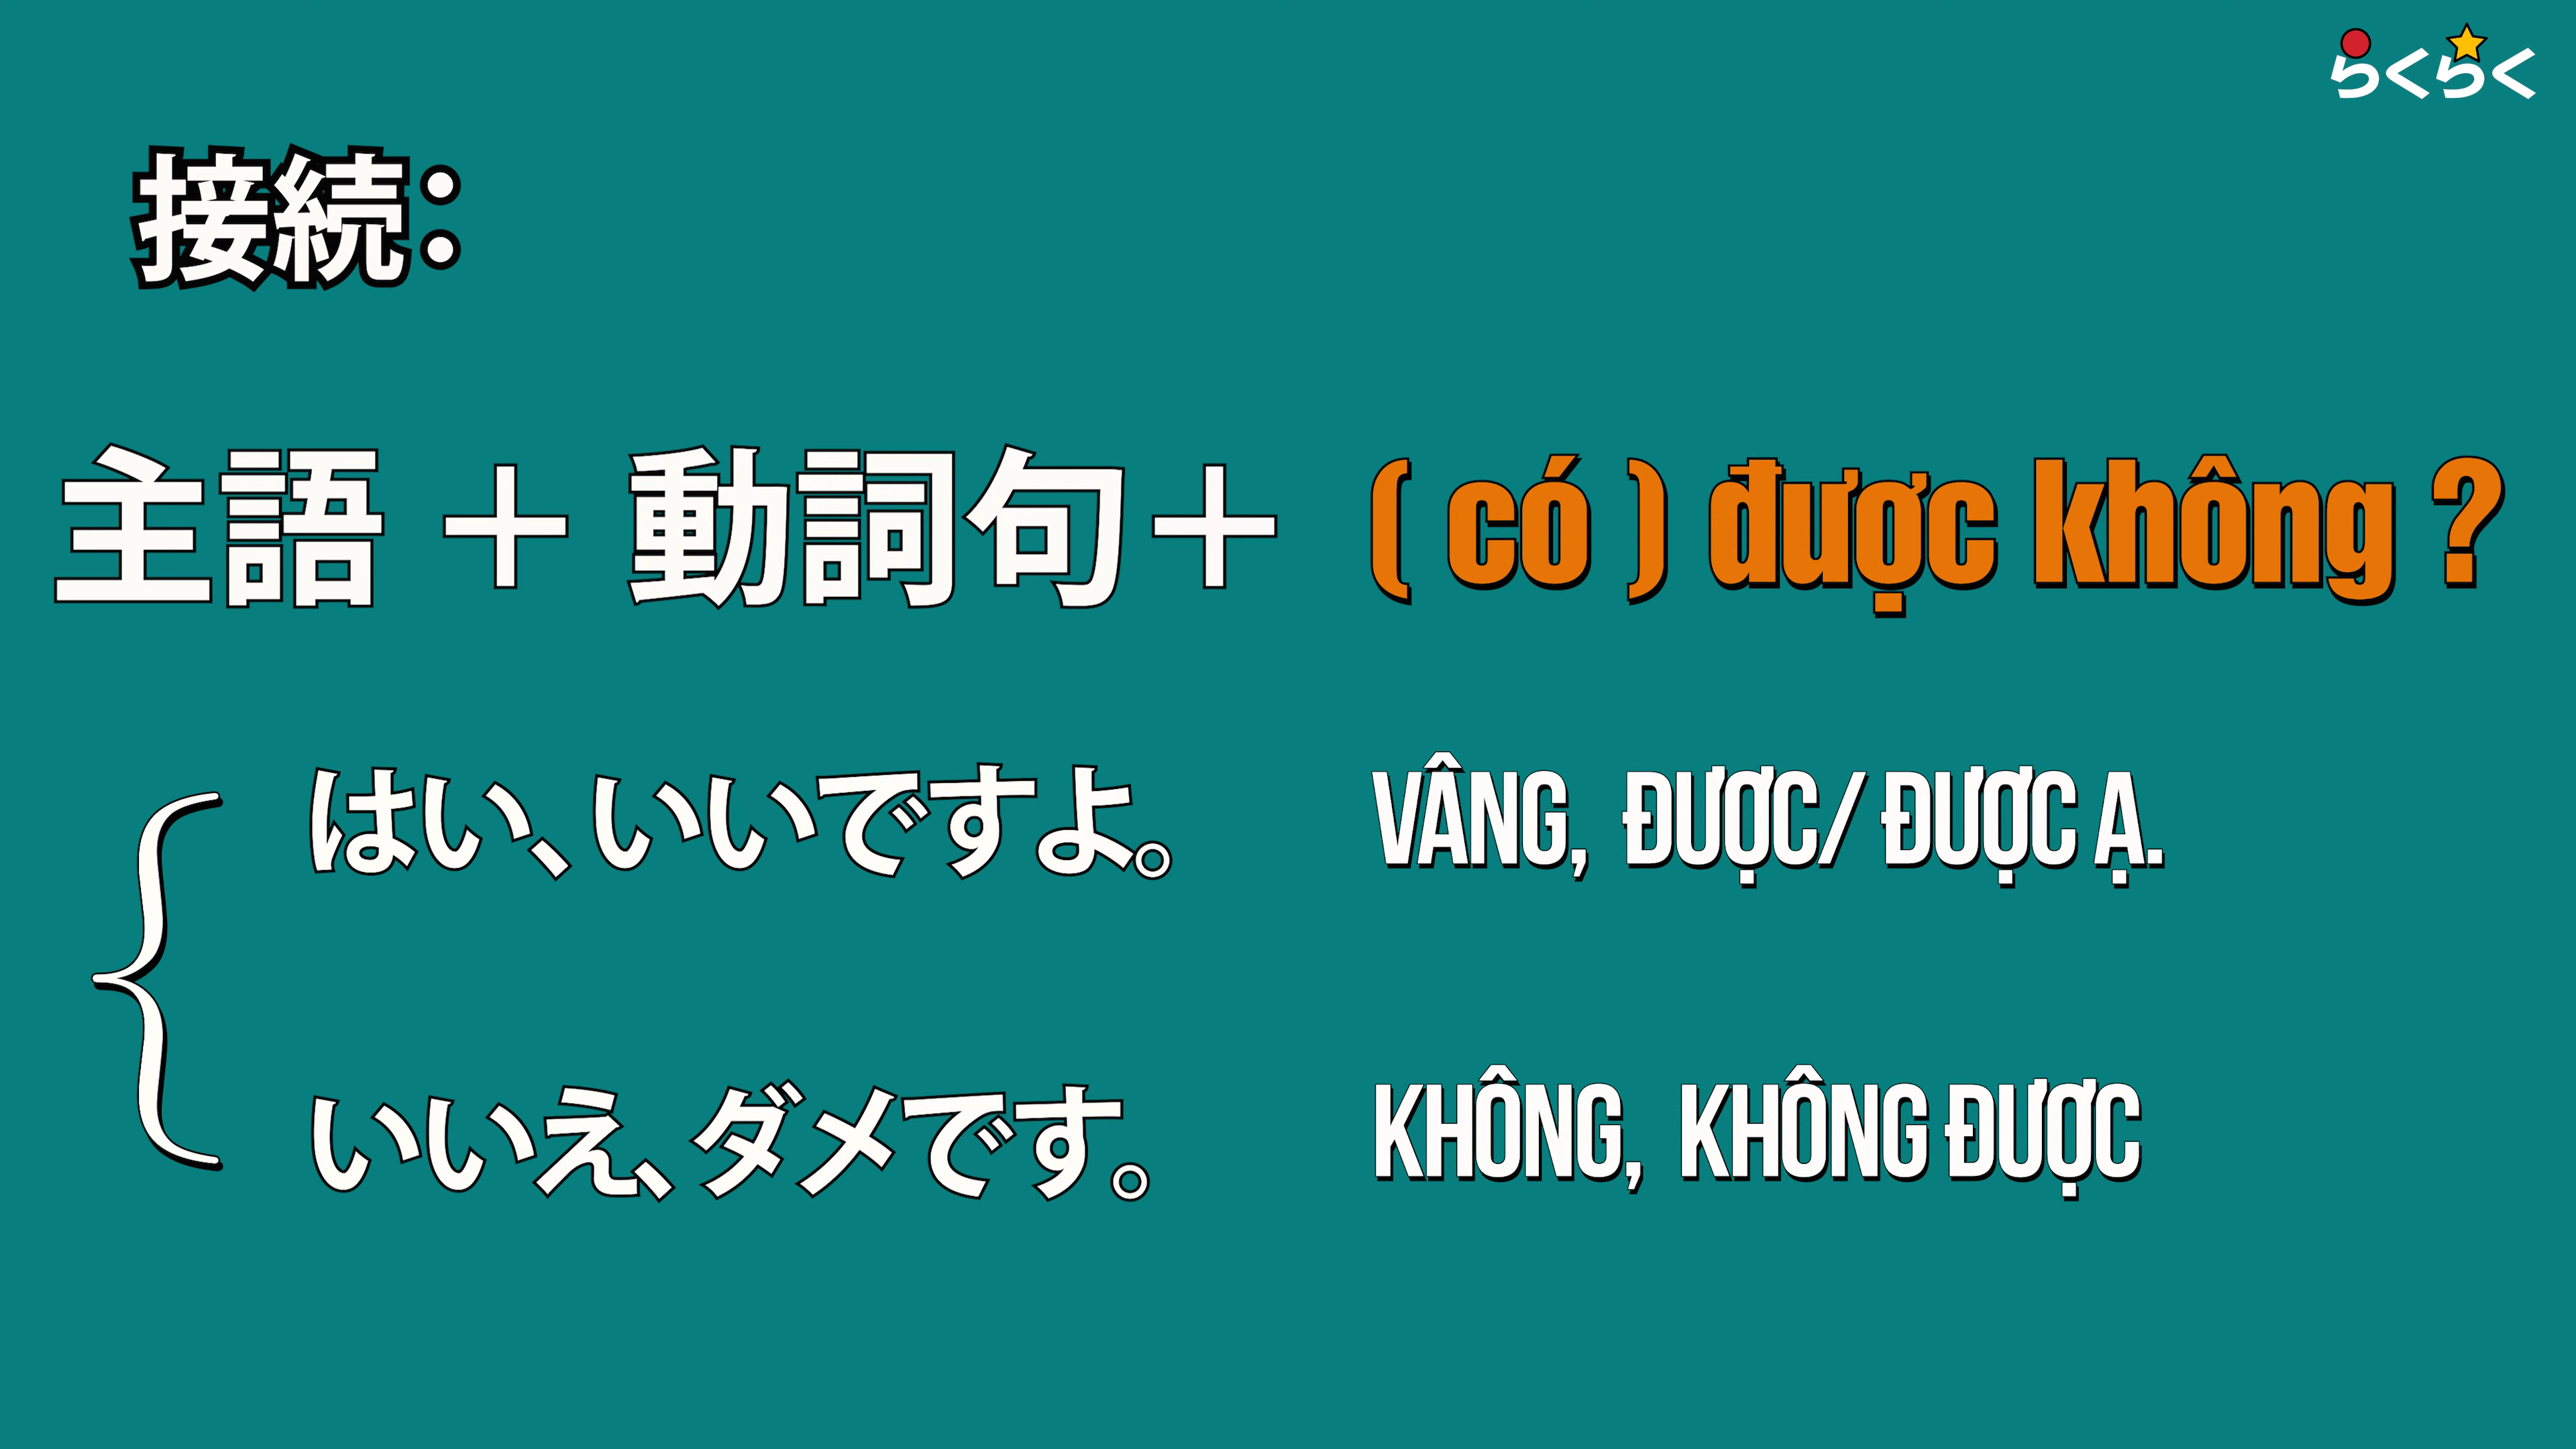 らくらく
接続:
主語 + 動詞句+ ( có ) được không ?
はい、いいですよ。 VÂNG, ĐƯỢC/ ĐƯỢC Ạ.
いいえ、ダメです。 KHÔNG, KHÔNG ĐƯỢC